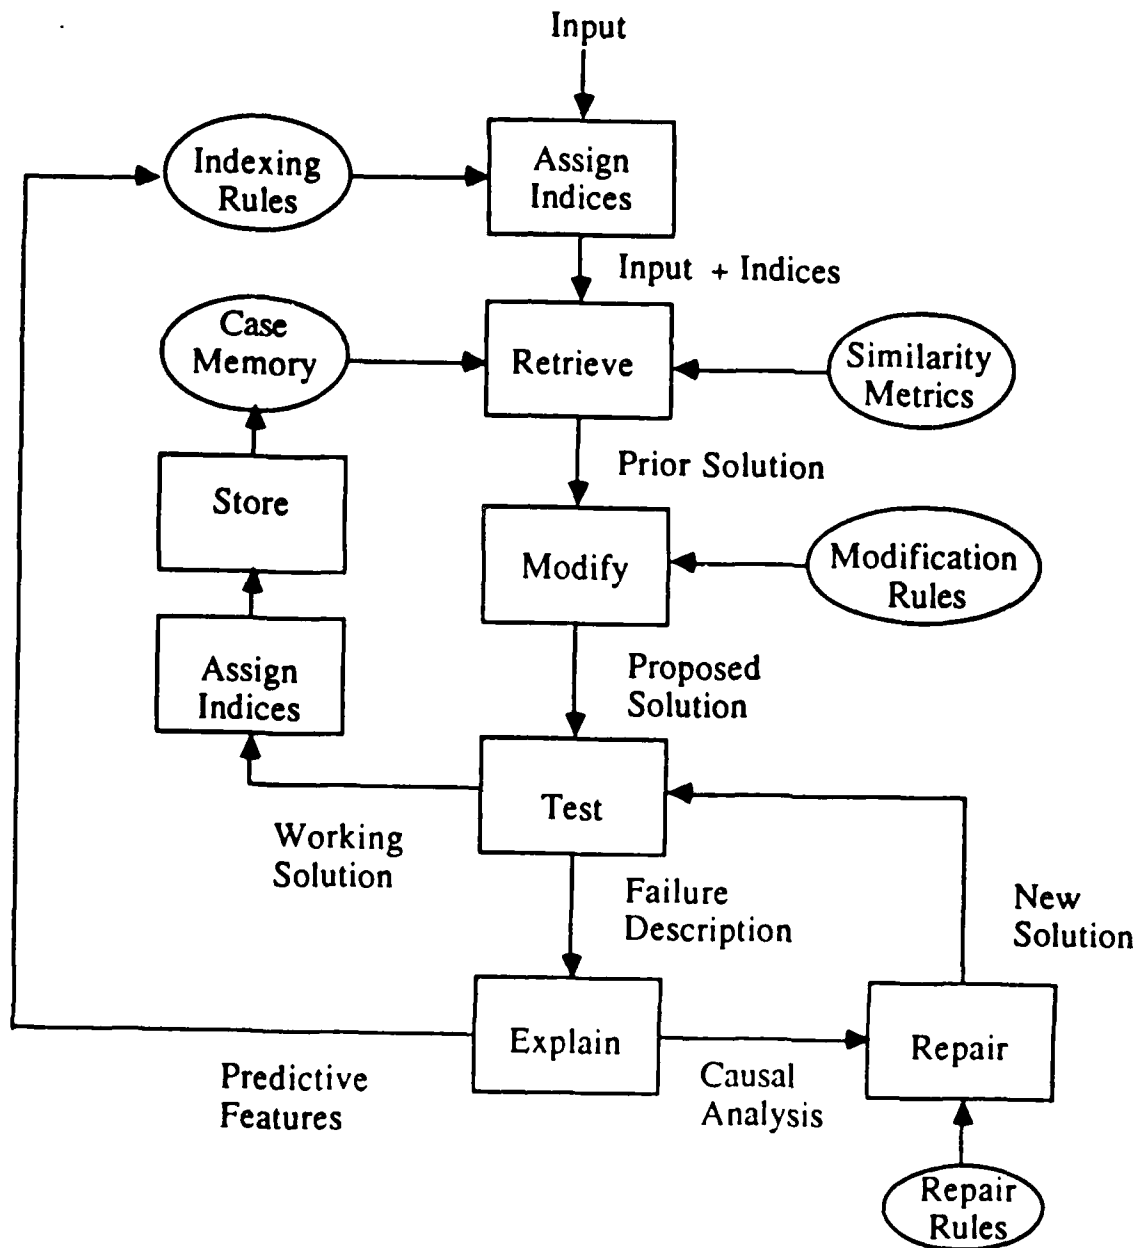 Input
Indexing
Rules
Assign
Indices
Input + Indices
Case
Memory
Retrieve
Similarity
Metrics
Prior Solution
Store
Modify
Modification
Rules
Assign
Indices
Proposed
Solution
Test
Working
Solution
Failure
Description
New
Solution
Explain
Repair
Predictive
Features
Causal
Analysis
Repair
Rules